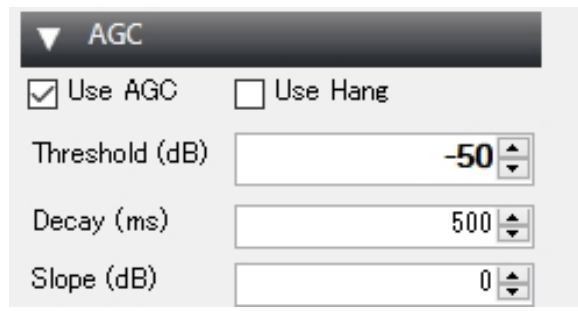 AGC
Use AGC Use Hang
Threshold (dB) -50
Decay (ms) 500
Slope (dB) 0